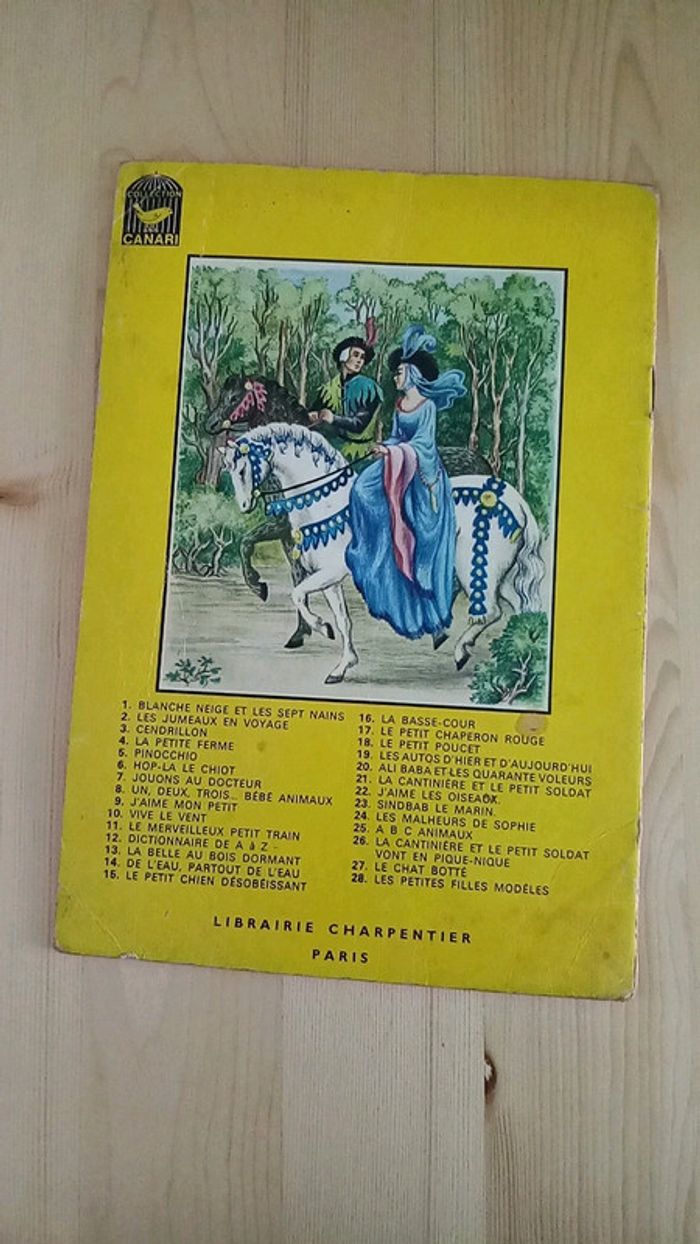 COLLECTION
CANARI
1. BLANCHE NEIGE ET LES SEPT NAINS
2. LES JUMEAUX EN VOYAGE
3. CENDRILLON
4. LA PETITE FERME
5. PINOCCHIO
6. HOP-LA LE CHIOT
7. JOUONS AU DOCTEUR
8. UN, DEUX, TROIS... BÉBÉ ANIMAUX
9. J'AIME MON PETIT
10. VIVE LE VENT
11. LE MERVEILLEUX PETIT TRAIN
12. DICTIONNAIRE DE A à Z -
13. LA BELLE AU BOIS DORMANT
14. DE L'EAU, PARTOUT DE L'EAU
15. LE PETIT CHIEN DÉSOBÉISSANT
16. LA BASSE-COUR
17. LE PETIT CHAPERON ROUGE
18. LE PETIT POUCET
19. LES AUTOS D'HIER ET D'AUJOURD'HUI
20. ALI BABA ET LES QUARANTE VOLEURS
21. LA CANTINIÈRE ET LE PETIT SOLDAT
22. J'AIME LES OISEAUX.
23. SINDBAB LE MARIN.
24. LES MALHEURS DE SOPHIE
25. A B C ANIMAUX
26. LA CANTINIÈRE ET LE PETIT SOLDAT
VONT EN PIQUE-NIQUE
27. LE CHAT BOTTÉ
28. LES PETITES FILLES MODÈLES
LIBRAIRIE CHARPENTIER
PARIS